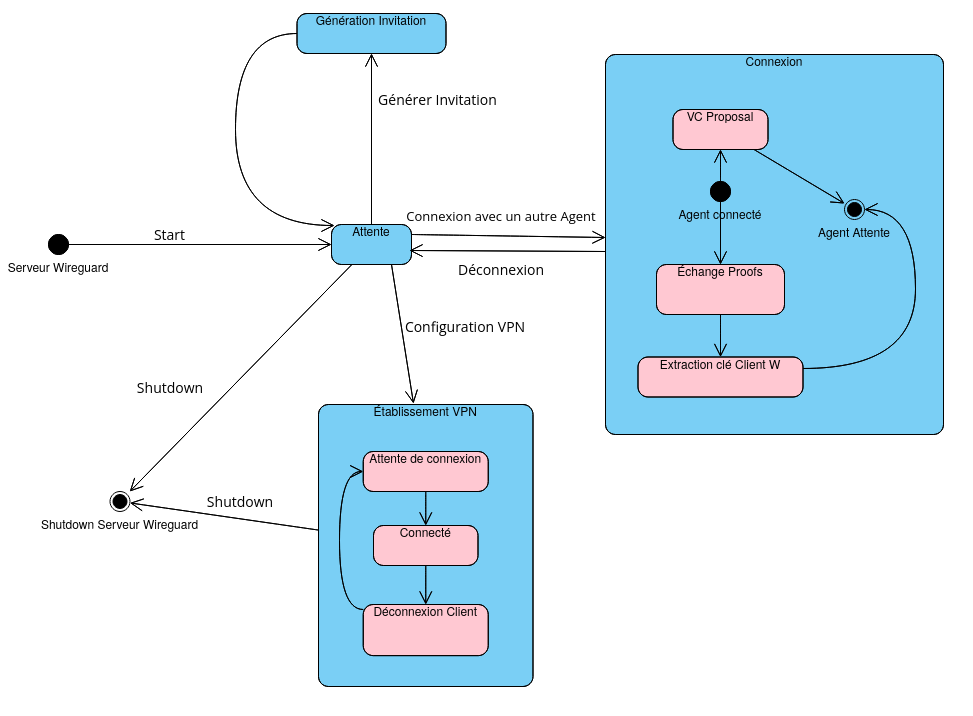 Génération Invitation
Connexion
Générer Invitation
VC Proposal
Agent connecté
Connexion avec un autre Agent
Attente
Start
Agent Attente
Serveur Wireguard
Déconnexion
Échange Proofs
Configuration VPN
Extraction clé Client W
Shutdown
Établissement VPN
Attente de connexion
Shutdown
Shutdown Serveur Wireguard
Connecté
Déconnexion Client